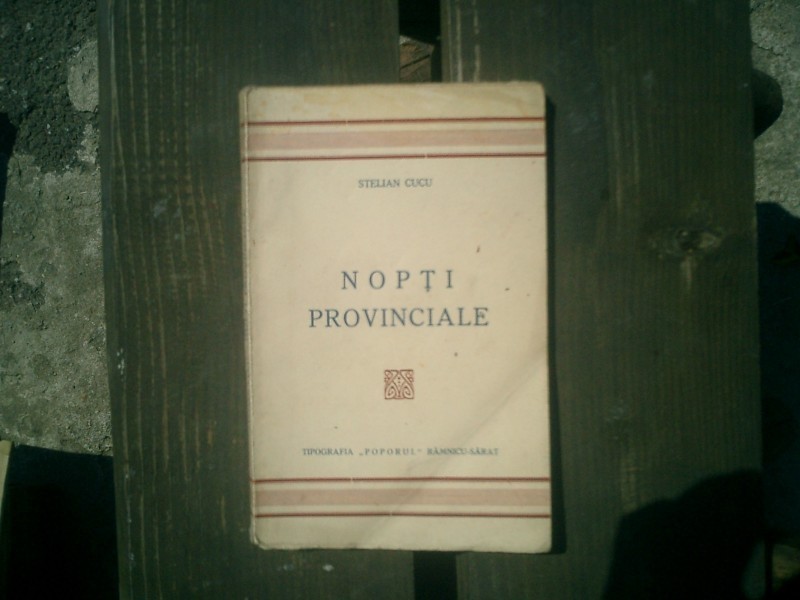 STELIAN CUCU
NOPȚI
PROVINCIALE
TIPOGRAFIA „POPORUL“ RÂMNICU-SĂRAT